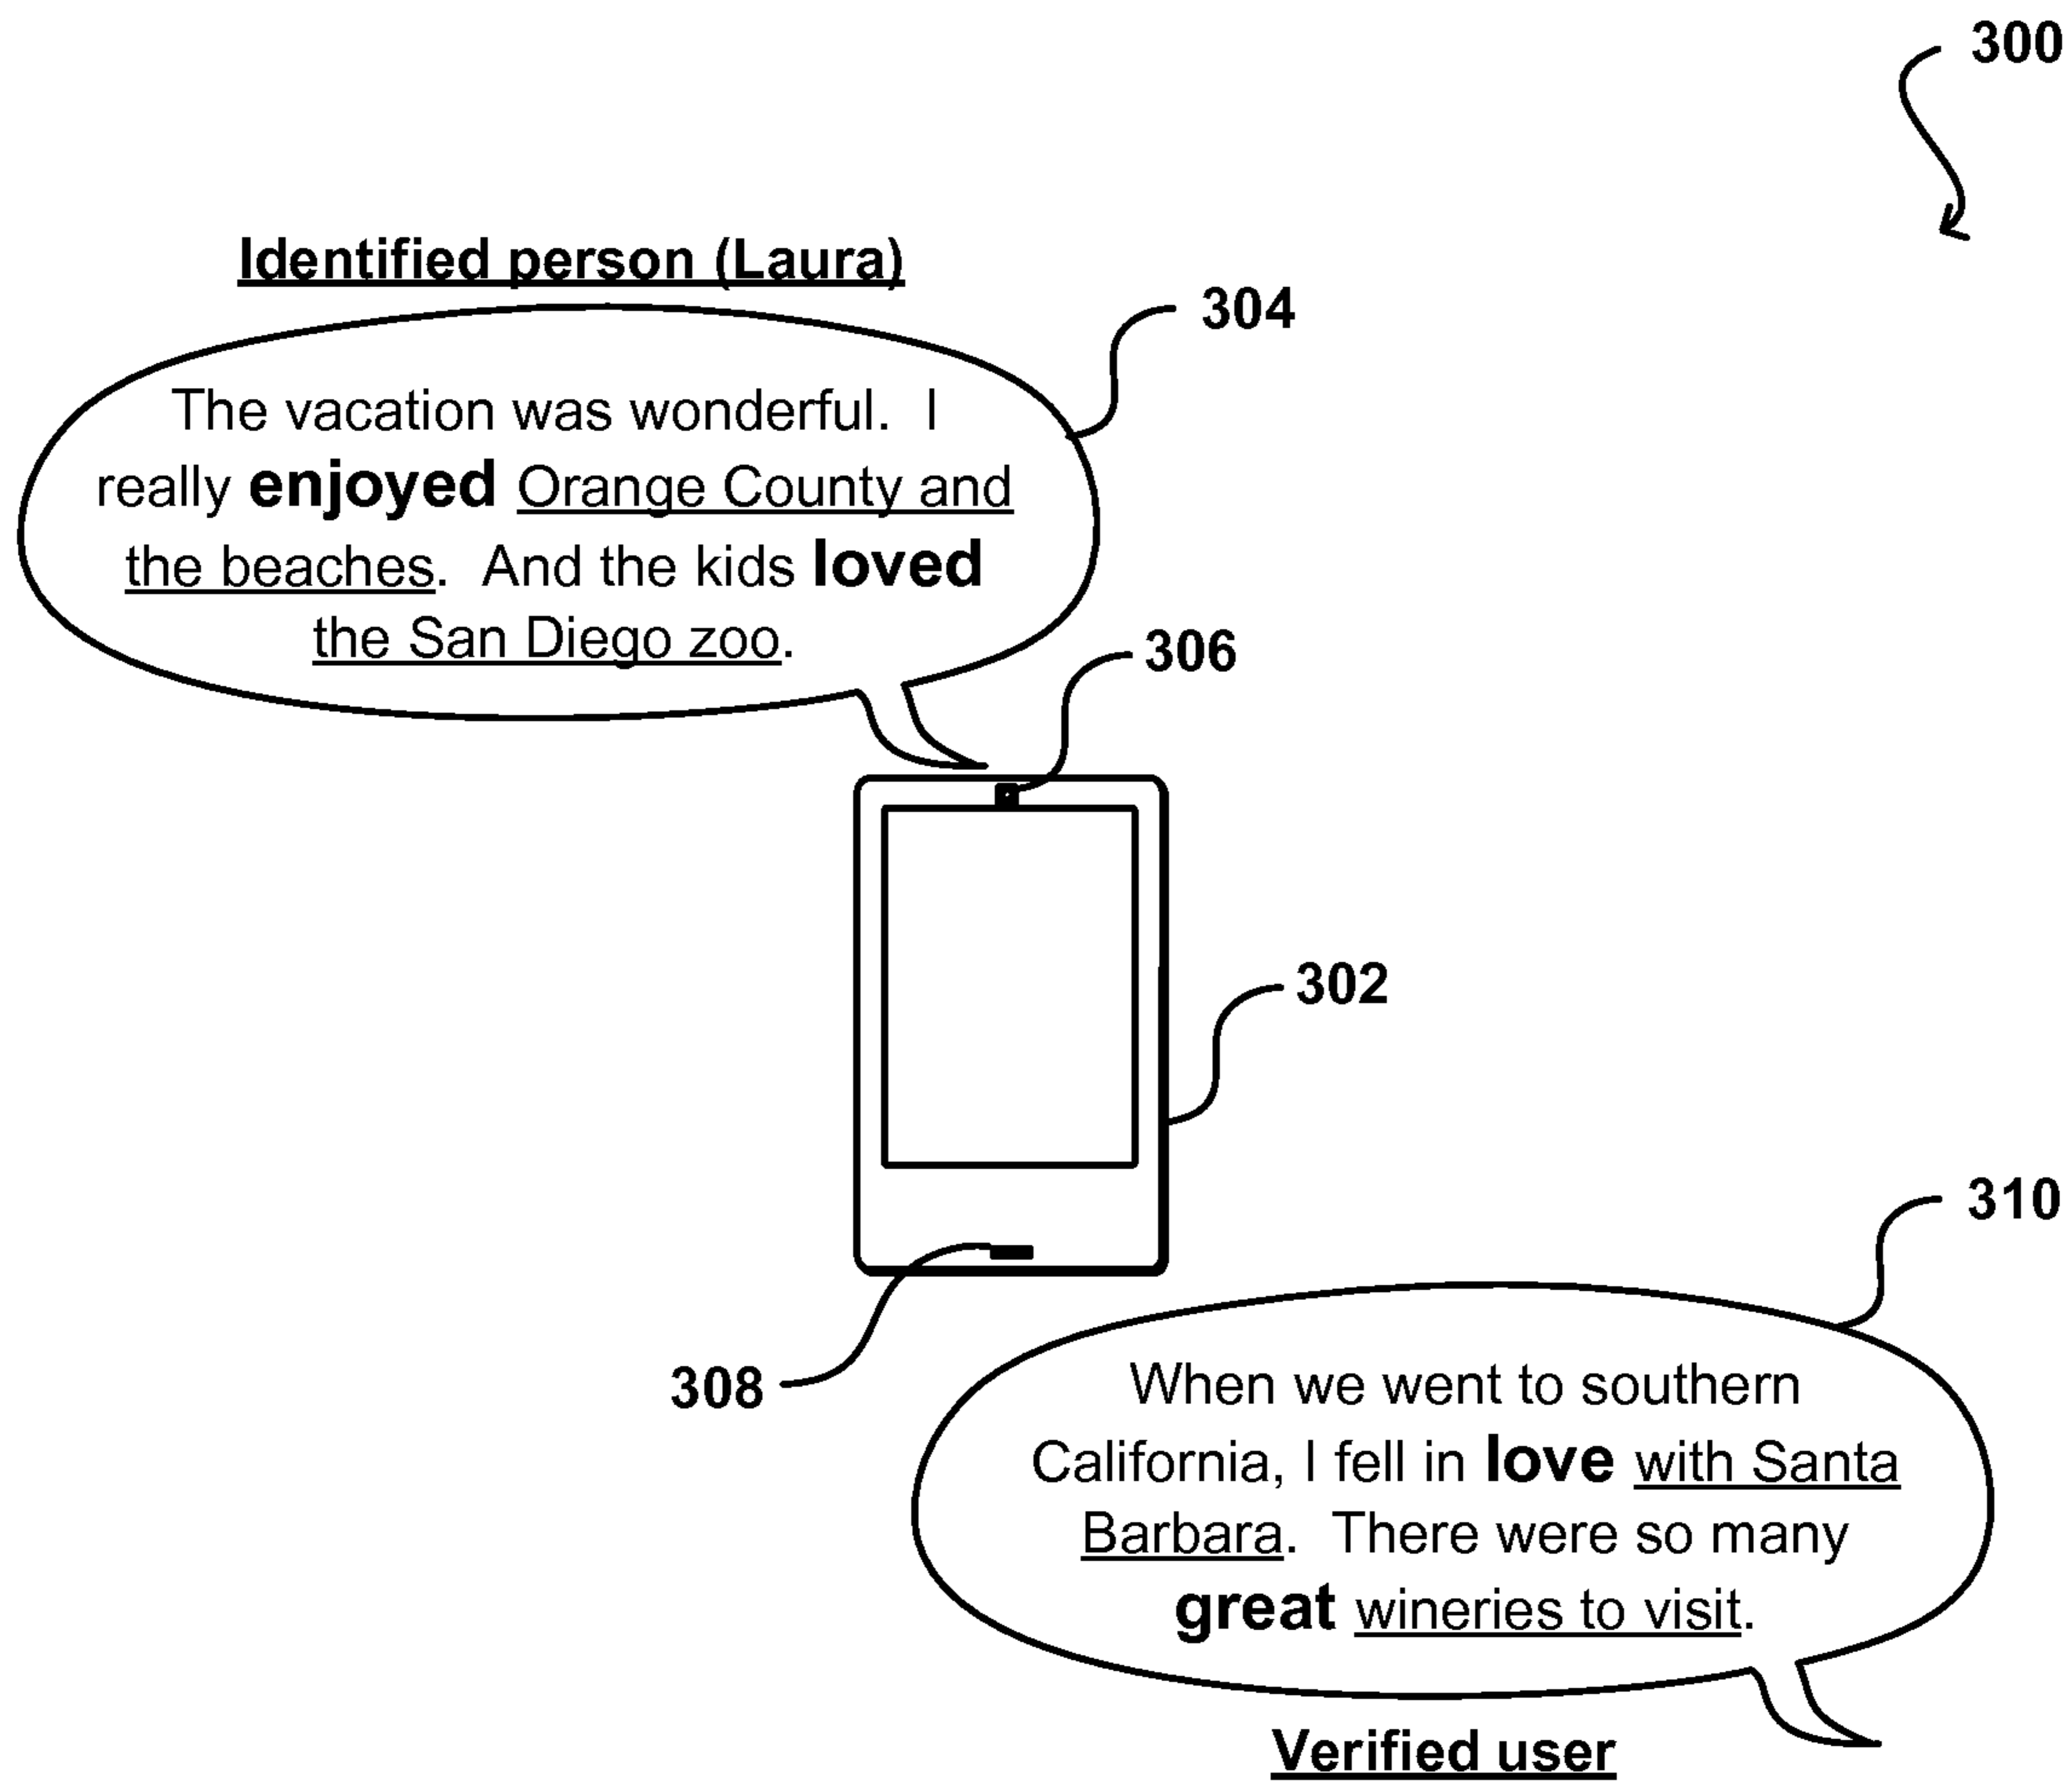 300
Identified person (Laura)
304
The vacation was wonderful. I
really enjoyed Orange County and
the beaches. And the kids loved
the San Diego zoo.
306
302
310
308
When we went to southern
California, I fell in love with Santa
Barbara. There were so many
great wineries to visit.
Verified user